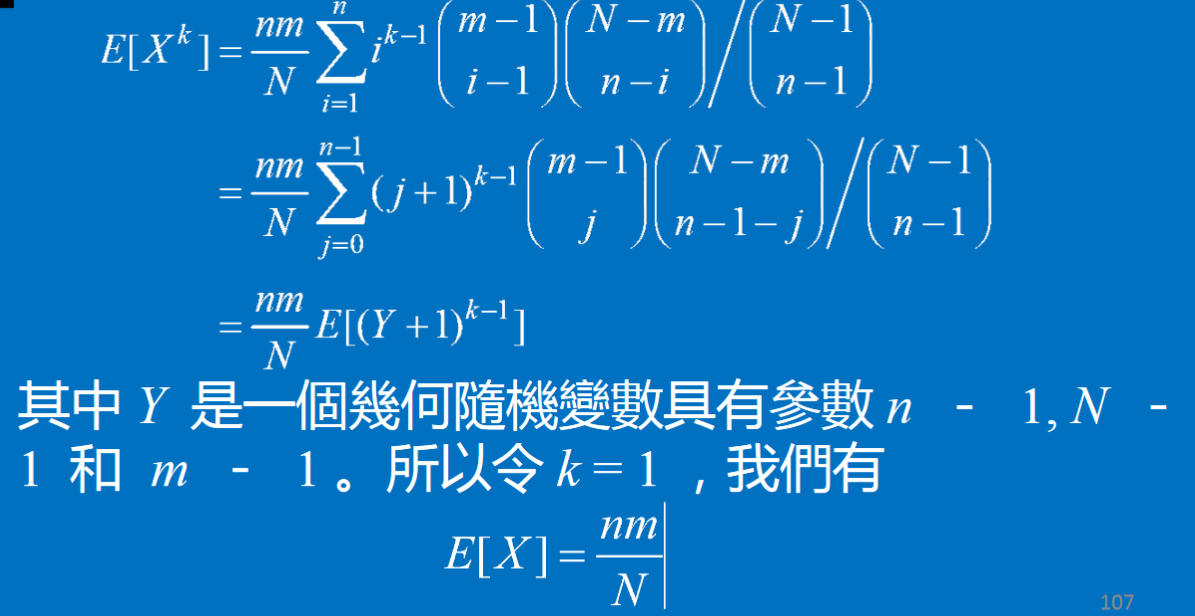 E[X^k] = \frac{nm}{N} \sum_{i=1}^{n} i^{k-1} \binom{m-1}{i-1} \binom{N-m}{n-i} / \binom{N-1}{n-1}
= \frac{nm}{N} \sum_{j=0}^{n-1} (j+1)^{k-1} \binom{m-1}{j} \binom{N-m}{n-1-j} / \binom{N-1}{n-1}
= \frac{nm}{N} E[(Y+1)^{k-1}]
其中 Y 是一個幾何隨機變數具有參數 n - 1, N -
1 和 m - 1。所以令 k = 1 ，我們有
E[X] = \frac{nm}{N}
107